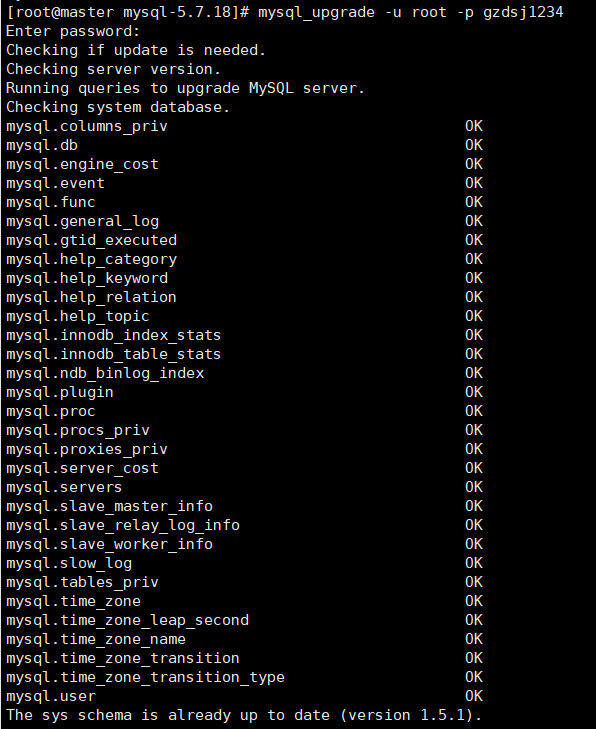 [root@master mysql-5.7.18]# mysql_upgrade -u root -p gzdsj1234
Enter password:
Checking if update is needed.
Checking server version.
Running queries to upgrade MySQL server.
Checking system database.
mysql.columns_priv OK
mysql.db OK
mysql.engine_cost OK
mysql.event OK
mysql.func OK
mysql.general_log OK
mysql.gtid_executed OK
mysql.help_category OK
mysql.help_keyword OK
mysql.help_relation OK
mysql.help_topic OK
mysql.innodb_index_stats OK
mysql.innodb_table_stats OK
mysql.ndb_binlog_index OK
mysql.plugin OK
mysql.proc OK
mysql.procs_priv OK
mysql.proxies_priv OK
mysql.server_cost OK
mysql.servers OK
mysql.slave_master_info OK
mysql.slave_relay_log_info OK
mysql.slave_worker_info OK
mysql.slow_log OK
mysql.tables_priv OK
mysql.time_zone OK
mysql.time_zone_leap_second OK
mysql.time_zone_name OK
mysql.time_zone_transition OK
mysql.time_zone_transition_type OK
mysql.user OK
The sys schema is already up to date (version 1.5.1).